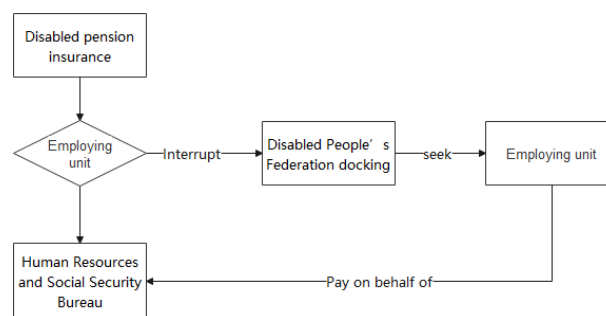 Disabled pension
insurance
Employing
unit
Interrupt
Disabled People’s
Federation docking
seek
Employing unit
Human Resources
and Social Security
Bureau
Pay on behalf of